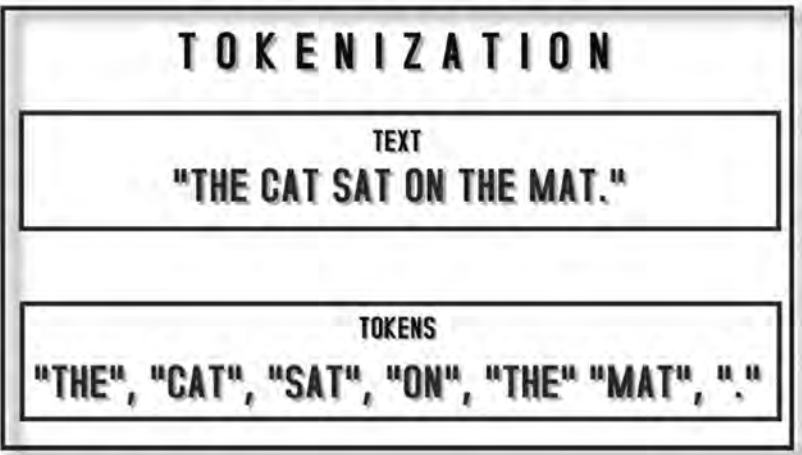 TOKENIZATION
TEXT
"THE CAT SAT ON THE MAT."
TOKENS
"THE", "CAT", "SAT", "ON", "THE" "MAT", "."